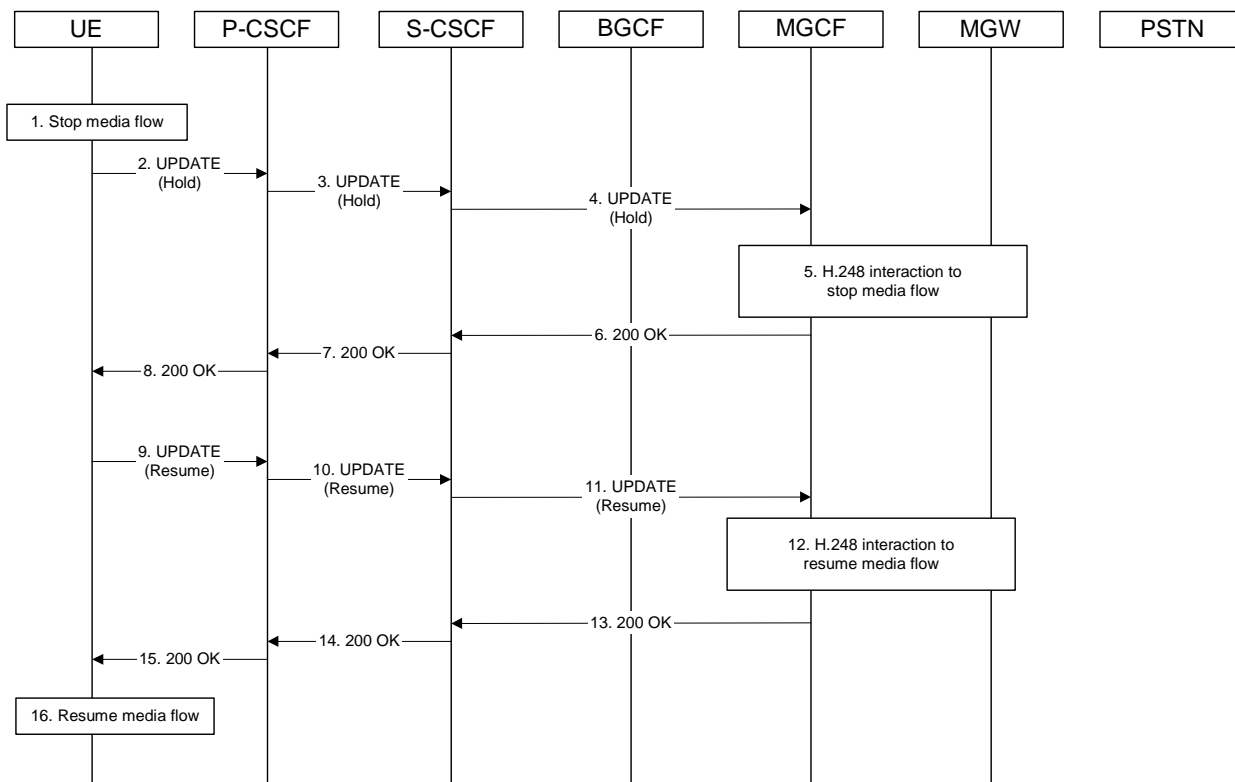 UE
P-CSCF
S-CSCF
BGCF
MGCF
MGW
PSTN
1. Stop media flow
2. UPDATE
(Hold)
3. UPDATE
(Hold)
4. UPDATE
(Hold)
5. H.248 interaction to
stop media flow
6. 200 OK
7. 200 OK
8. 200 OK
9. UPDATE
(Resume)
10. UPDATE
(Resume)
11. UPDATE
(Resume)
12. H.248 interaction to
resume media flow
13. 200 OK
14. 200 OK
15. 200 OK
16. Resume media flow